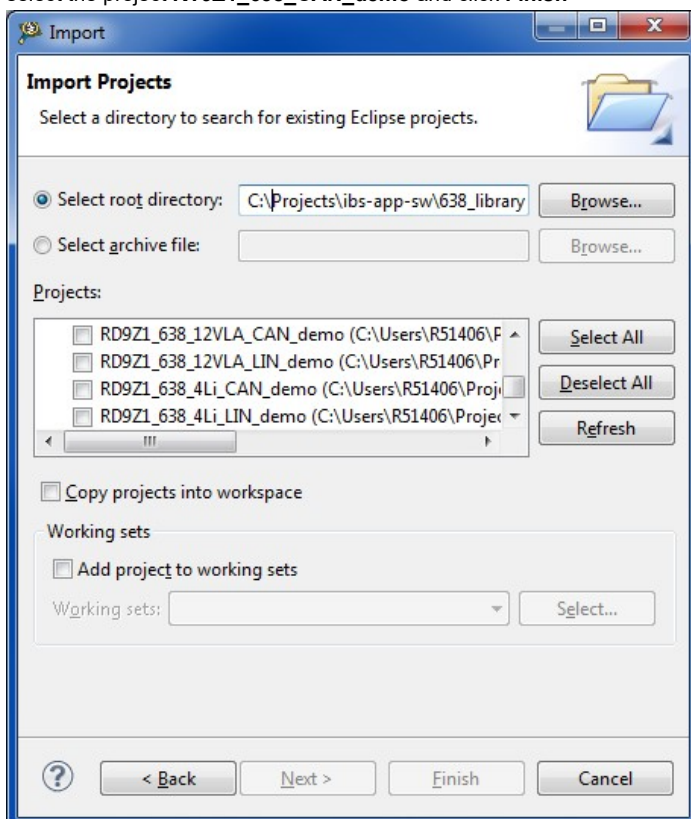 Import
Import Projects
Select a directory to search for existing Eclipse projects.
Select root directory: C:\Projects\ibs-app-sw\638_library Browse...
Select archive file: Browse...
Projects:
RD9Z1_638_12VLA_CAN_demo (C:\Users\R51406\P
RD9Z1_638_12VLA_LIN_demo (C:\Users\R51406\Pr
RD9Z1_638_4Li_CAN_demo (C:\Users\R51406\Proj
RD9Z1_638_4Li_LIN_demo (C:\Users\R51406\Projec
Select All
Deselect All
Refresh
Copy projects into workspace
Working sets
Add project to working sets
Working sets: Select...
< Back Next > Finish Cancel